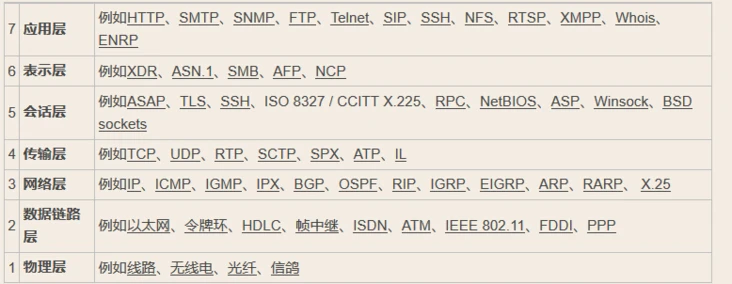 7 应用层 例如HTTP、SMTP、SNMP、FTP、Telnet、SIP、SSH、NFS、RTSP、XMPP、Whois、
ENRP
6 表示层 例如XDR、ASN.1、SMB、AFP、NCP
5 会话层 例如ASAP、TLS、SSH、ISO 8327 / CCITT X.225、RPC、NetBIOS、ASP、Winsock、BSD
sockets
4 传输层 例如TCP、UDP、RTP、SCTP、SPX、ATP、IL
3 网络层 例如IP、ICMP、IGMP、IPX、BGP、OSPF、RIP、IGRP、EIGRP、ARP、RARP、 X.25
2 数据链路
层 例如以太网、令牌环、HDLC、帧中继、ISDN、ATM、IEEE 802.11、FDDI、PPP
1 物理层 例如线路、无线电、光纤、信鸽